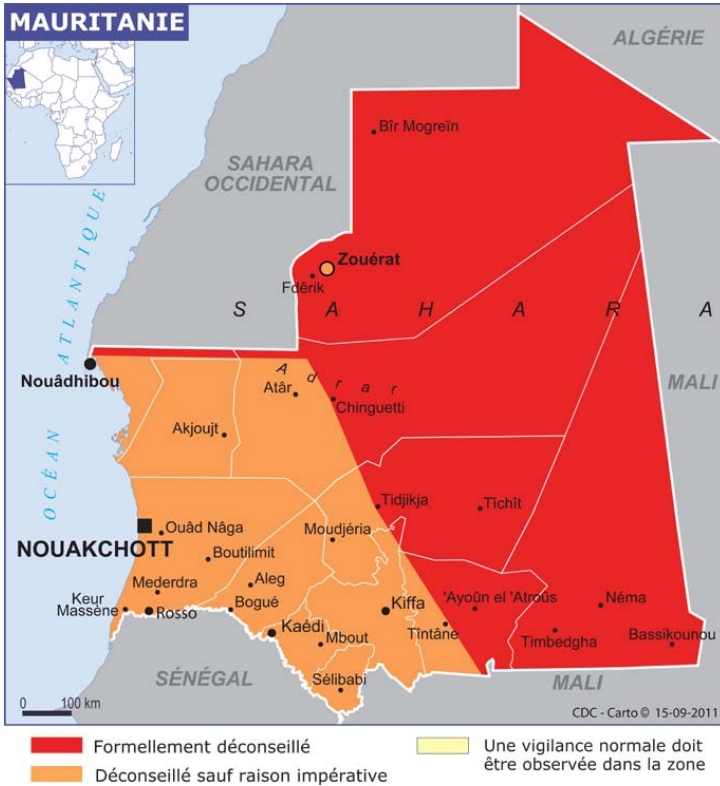 MAURITANIE
ALGÉRIE
Bîr Mogreïn
SAHARA
OCCIDENTAL
Zouérat
Fdêrik
S A H A R A
OCÉAN ATLANTIQUE
Nouâdhibou
Adrar
Atâr
Chinguetti
MALI
Akjoujt
Tidjikja
Tîchît
NOUAKCHOTT
Ouâd Nâga
Moudjéria
Boutilimit
Mederdra
Aleg
Keur
Massène
Rosso
Bogué
Kiffa
'Ayoûn el 'Atroûs
Néma
Kaédi
Mbout
Tîntâne
Timbedgha
Bassikounou
SÉNÉGAL
Sélibabi
MALI
0 100 km
CDC - Carto © 15-09-2011
Formellement déconseillé
Déconseillé sauf raison impérative
Une vigilance normale doit
être observée dans la zone